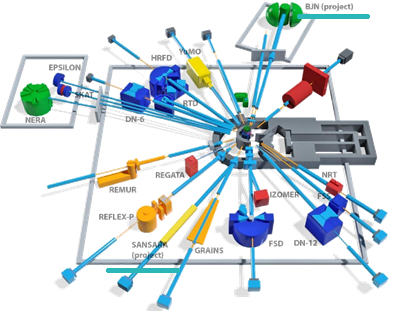 BJN (project)
YuMO
HRFD
EPSILON
SKAT
RTD
DN-6
NERA
REGATA
NRT
REMUR
IZOMER
FSS
REFLEX-P
SANSARA
(project)
GRAINS
FSD
DN-12